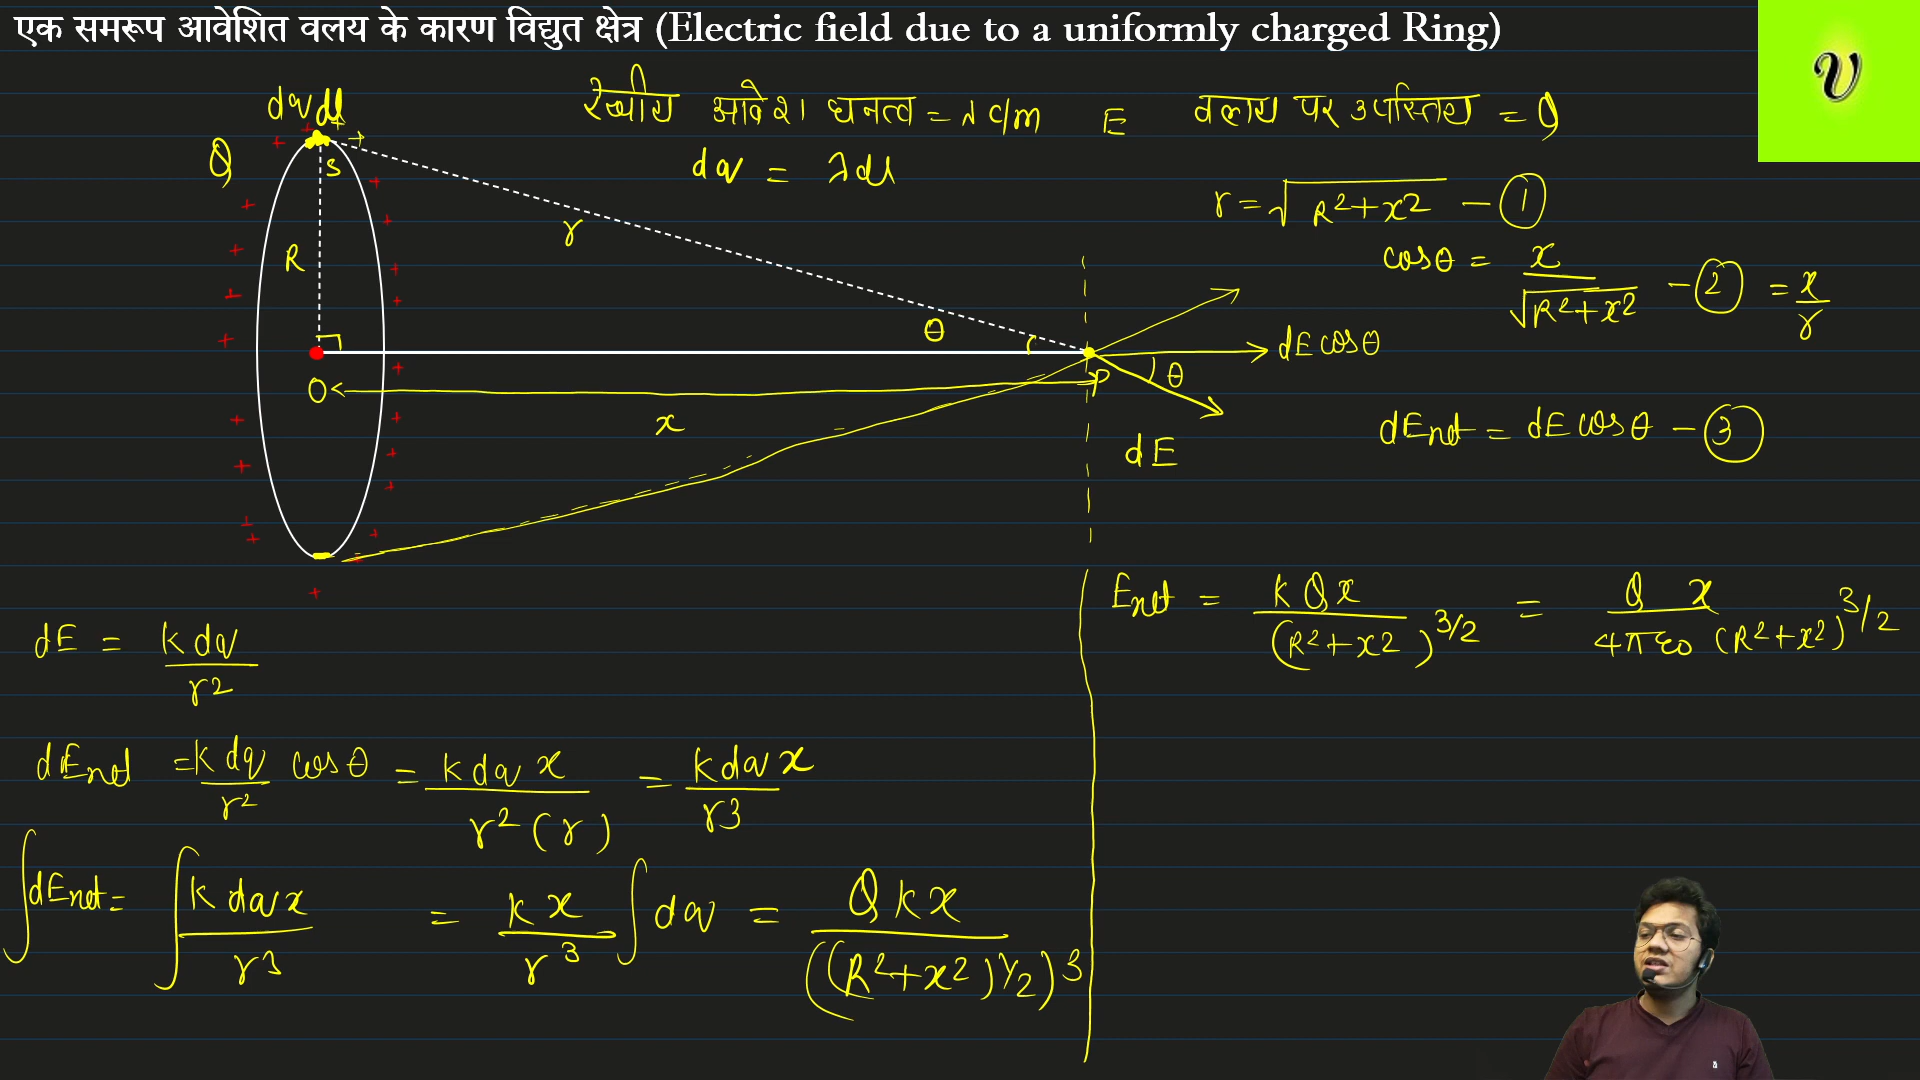 एक समरूप आवेशित वलय के कारण विद्युत क्षेत्र (Electric field due to a uniformly charged Ring)
υ
dq dl
रेखीय आवेश घनत्व = λ c/m E वलय पर उपस्तिथ = Q
Q
S
dq = λdl
r = √R²+x² – ①
r
R
cosθ = x/√R²+x² – ② = x/r
θ
dE cosθ
O
P
θ
x
dEnet = dE cosθ – ③
dE
Enet = kQx/(R²+x²)^3/2 = Q x/4πε0 (R²+x²)^3/2
dE = k dq/r²
dEnet = k dq/r² cosθ = k dq x/r²(r) = k dq x/r3
∫dEnet = ∫k dq x/r3 = k x/r³ ∫dq = Q k x/((R²+x²)^1/2)³